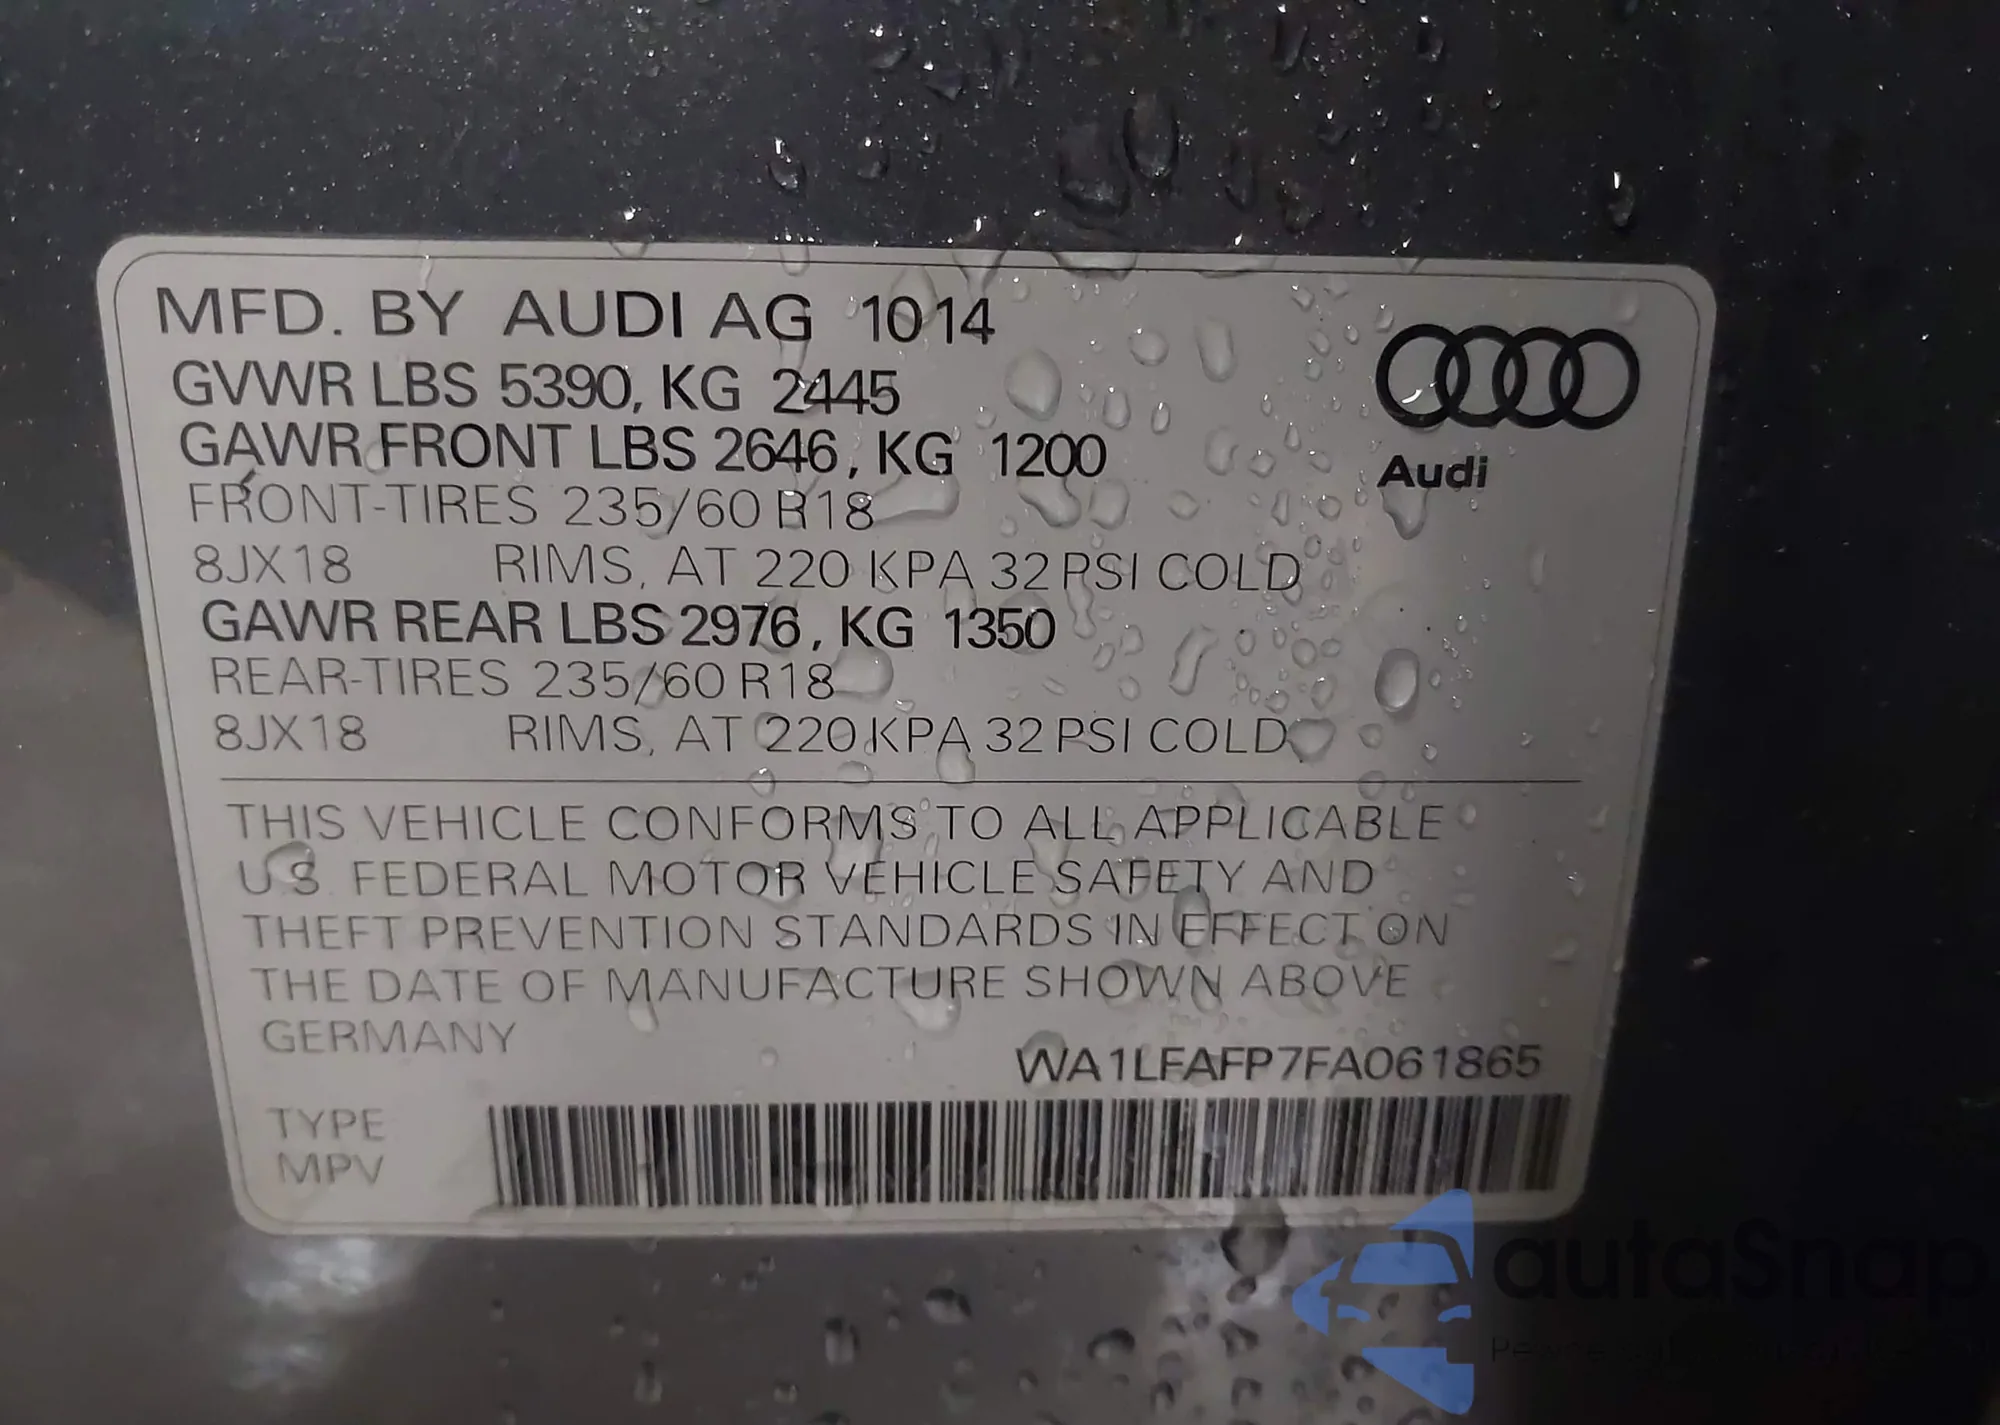 MFD. BY AUDI AG 10 14
GVWR LBS 5390, KG 2445
GAWR FRONT LBS 2646, KG 1200
FRONT-TIRES 235/60 R18
8JX18 RIMS, AT 220 KPA 32 PSI COLD
GAWR REAR LBS 2976, KG 1350
REAR-TIRES 235/60 R18
8JX18 RIMS, AT 220 KPA 32 PSI COLD
Audi
THIS VEHICLE CONFORMS TO ALL APPLICABLE
U.S. FEDERAL MOTOR VEHICLE SAFETY AND
THEFT PREVENTION STANDARDS IN EFFECT ON
THE DATE OF MANUFACTURE SHOWN ABOVE
GERMANY
WA1LFAFP7FA061865
TYPE
MPV
autaSnap